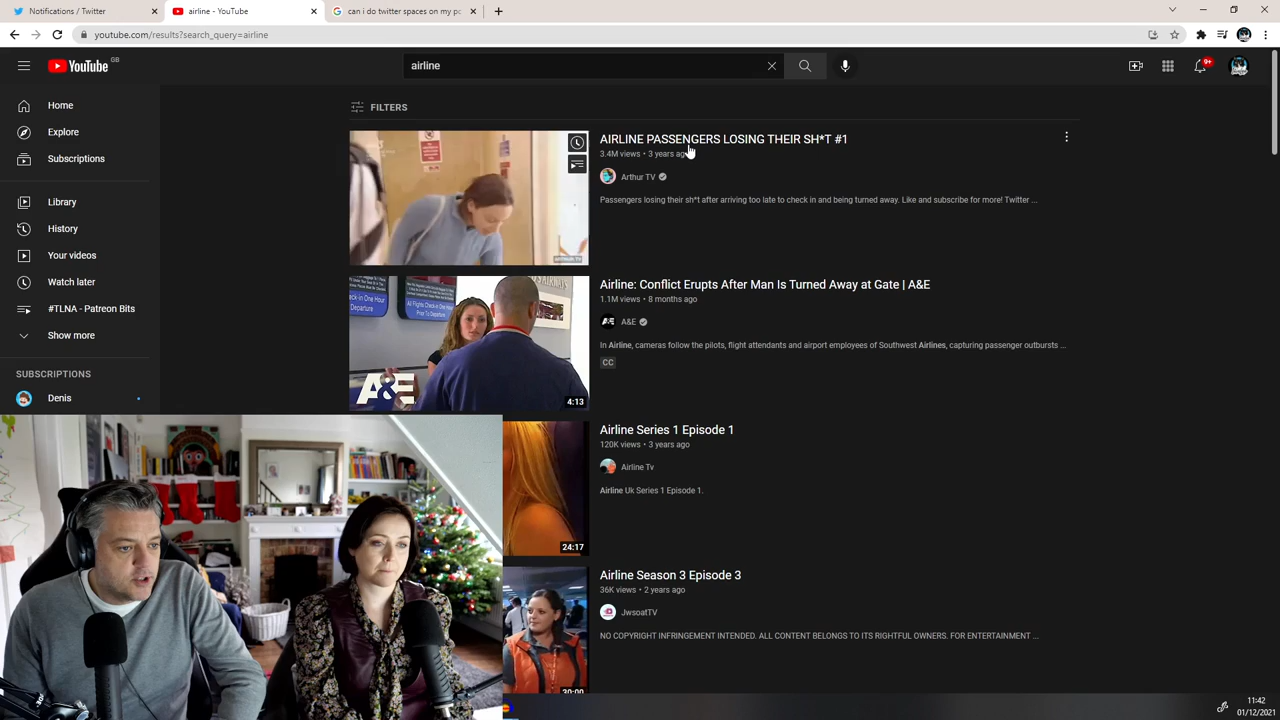 Notifications / Twitter
airline - YouTube
can i do twitter spaces on my pc
youtube.com/results?search_query=airline
YouTube GB
airline
9+
Home
Explore
Subscriptions
Library
History
Your videos
Watch later
#TLNA - Patron Bits
Show more
SUBSCRIPTIONS
Denis
FILTERS
AIRLINE PASSENGERS LOSING THEIR SH*T #1
3.4M views • 3 years ago
Arthur TV
Passengers losing their sh*t after arriving too late to check in and being turned away. Like and subscribe for more! Twitter ...
ARTHUR TV
Airline: Conflict Erupts After Man Is Turned Away at Gate | A&E
1.1M views • 8 months ago
A&E
In Airline, cameras follow the pilots, flight attendants and airport employees of Southwest Airlines, capturing passenger outbursts ...
CC
A&E
4:13
Airline Series 1 Episode 1
120K views • 3 years ago
Airline Tv
Airline Uk Series 1 Episode 1.
24:17
Airline Season 3 Episode 3
36K views • 2 years ago
JwsoatTV
NO COPYRIGHT INFRINGEMENT INTENDED. ALL CONTENT BELONGS TO ITS RIGHTFUL OWNERS. FOR ENTERTAINMENT ...
30:00
11:42
01/12/2021